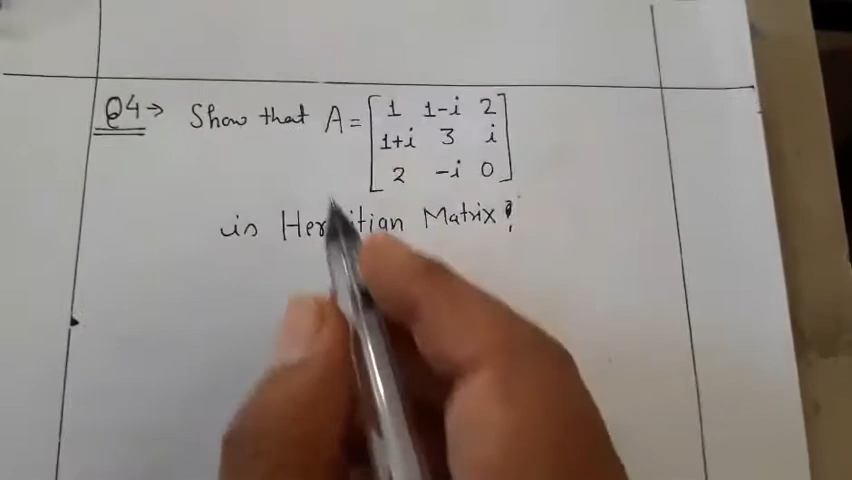 Q4→ Show that A = [ 1 1-i 2
1+i 3 i
2 -i 0 ]
is Hermitian Matrix?